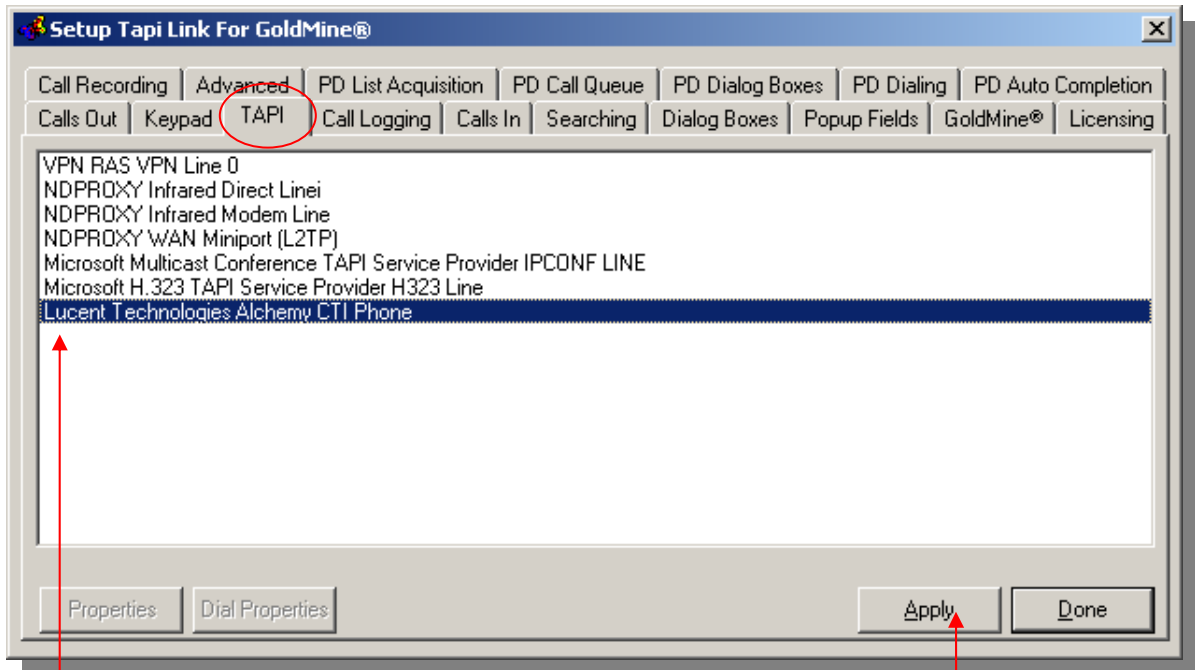 Setup Tapi Link For GoldMine®
Call Recording Advanced PD List Acquisition PD Call Queue PD Dialog Boxes PD Dialing PD Auto Completion
Calls Out Keypad TAPI Call Logging Calls In Searching Dialog Boxes Popup Fields GoldMine® Licensing
VPN RAS VPN Line 0
NDPROXY Infrared Direct Linei
NDPROXY Infrared Modem Line
NDPROXY WAN Miniport (L2TP)
Microsoft Multicast Conference TAPI Service Provider IPCONF LINE
Microsoft H.323 TAPI Service Provider H323 Line
Lucent Technologies Alchemy CTI Phone
Properties Dial Properties Apply Done